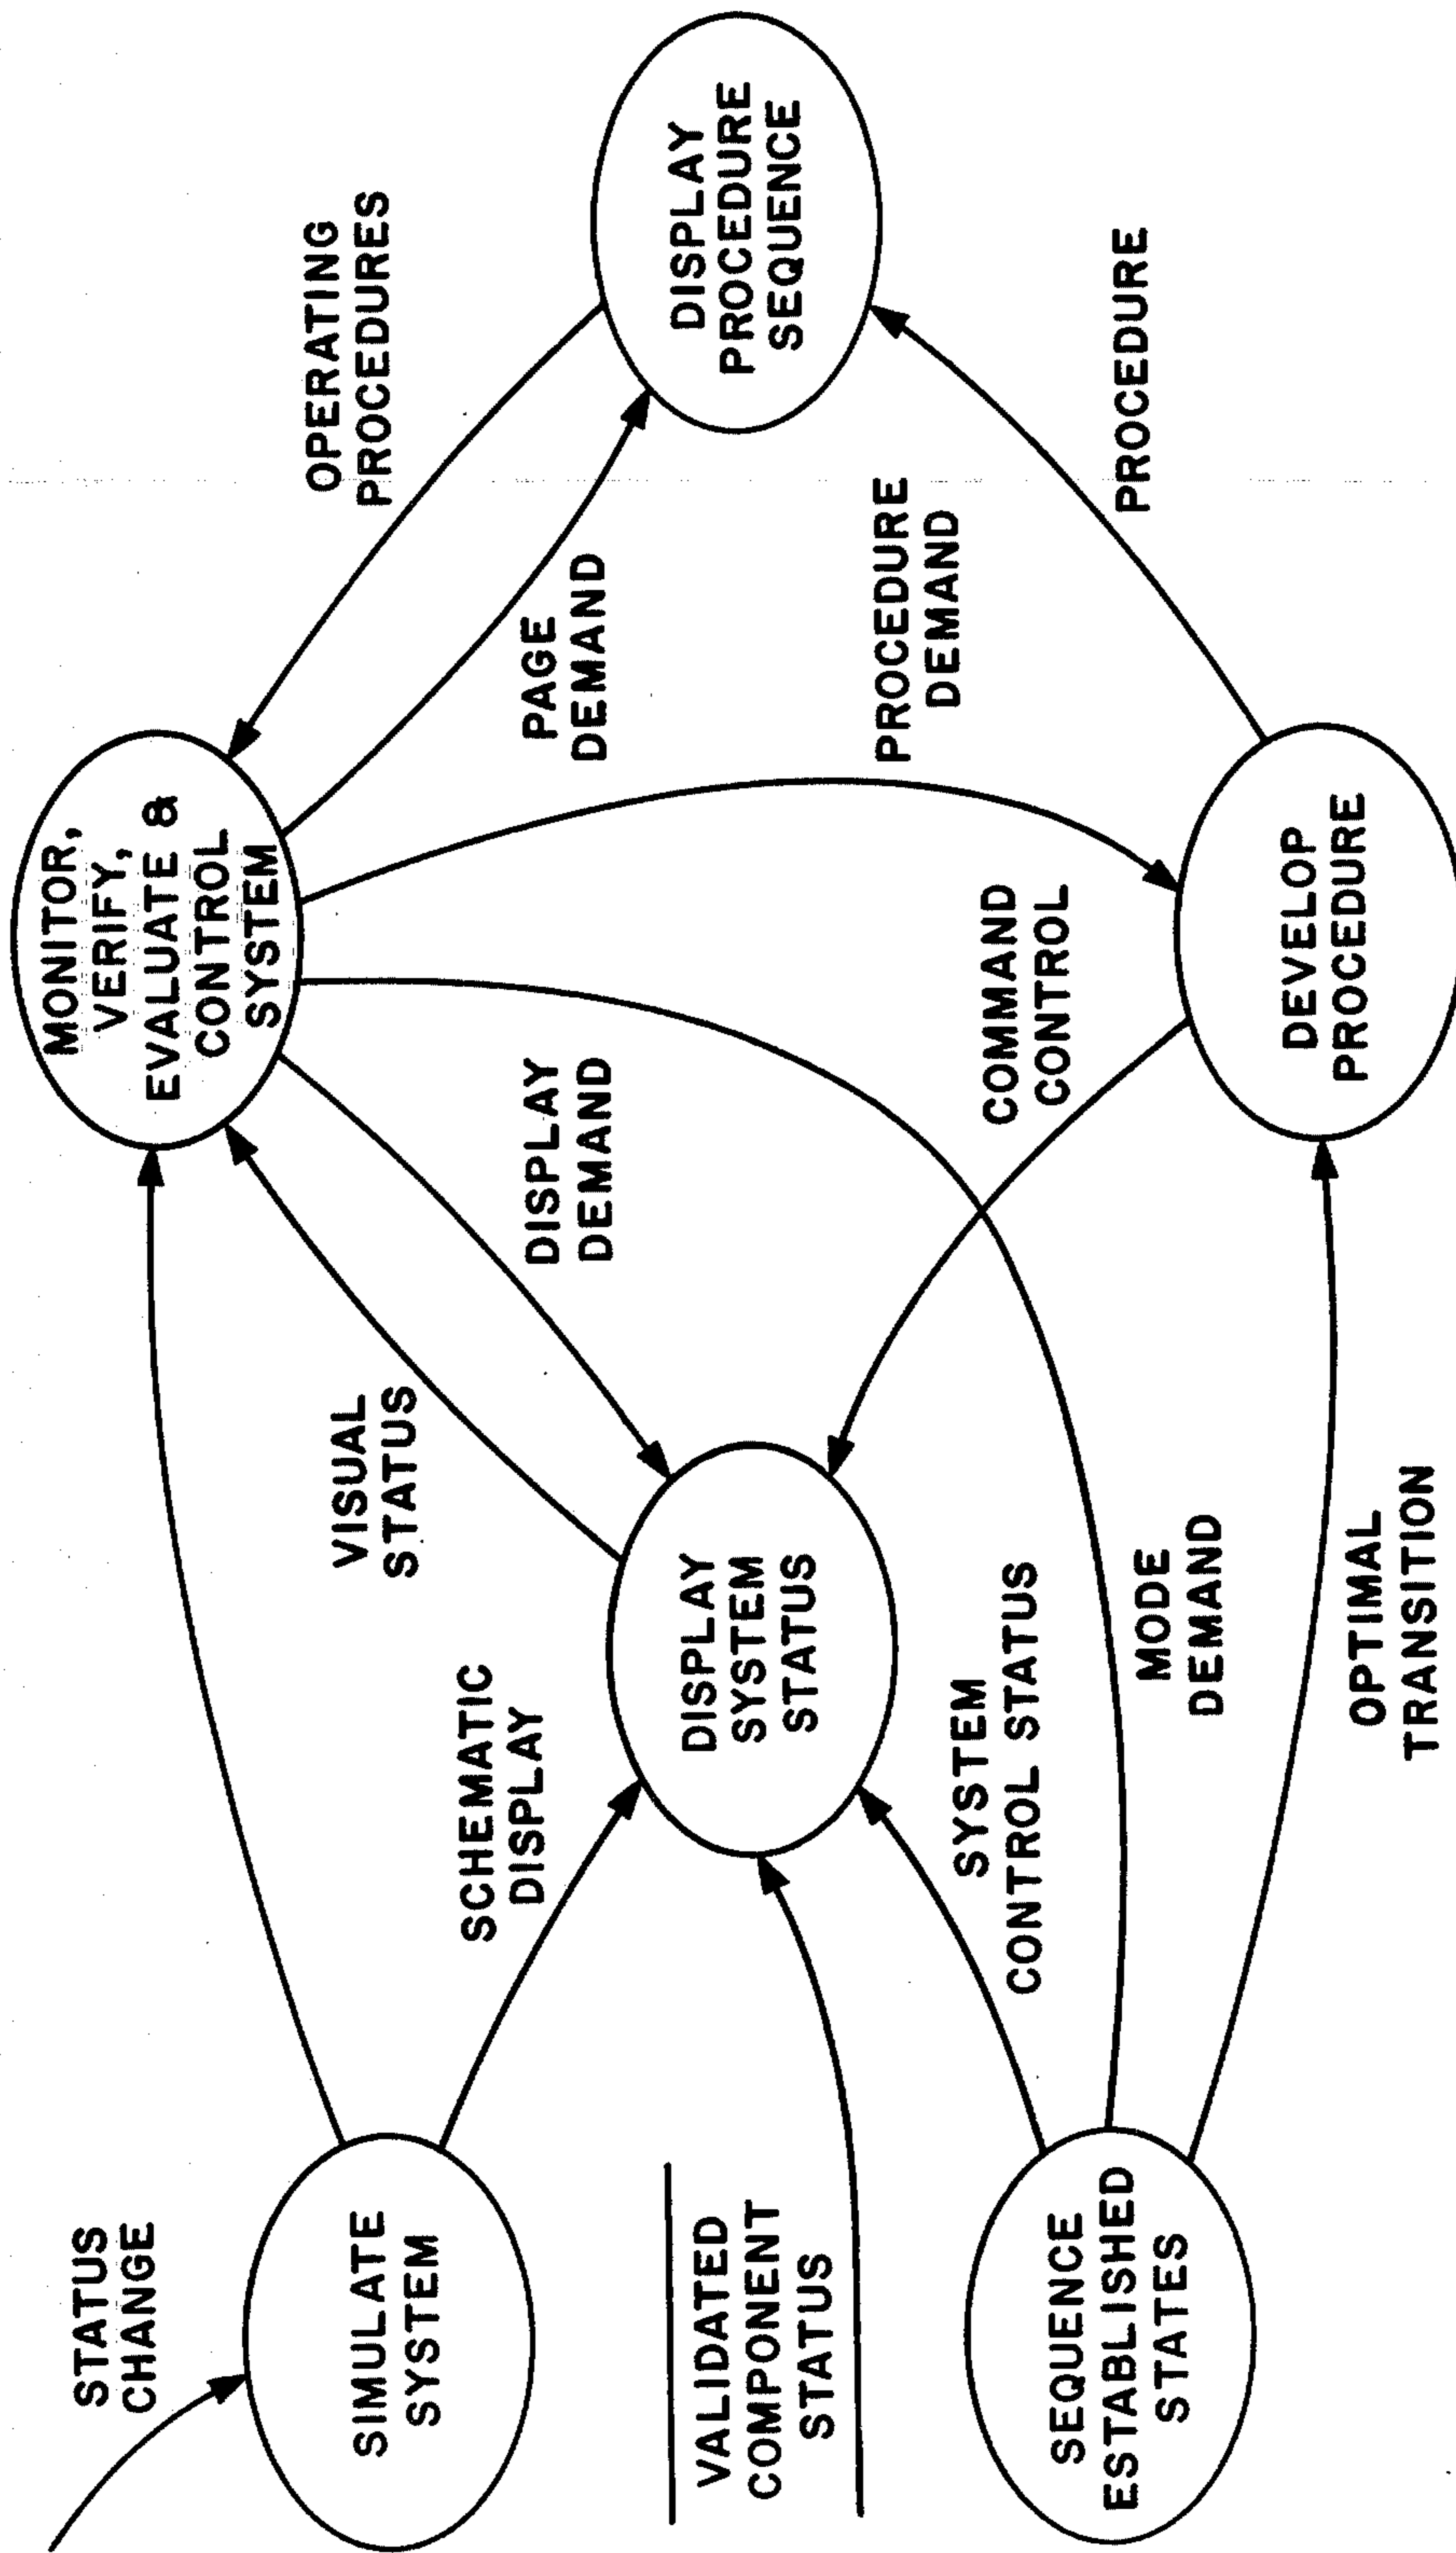 STATUS
CHANGE
SIMULATE
SYSTEM
VALIDATED
COMPONENT
STATUS
SEQUENCE
ESTABLISHED
STATES
SCHEMATIC
DISPLAY
VISUAL
STATUS
DISPLAY
SYSTEM
STATUS
SYSTEM
CONTROL STATUS
MODE
DEMAND
OPTIMAL
TRANSITION
MONITOR,
VERIFY,
EVALUATE &
CONTROL
SYSTEM
DISPLAY
DEMAND
COMMAND
CONTROL
DEVELOP
PROCEDURE
PAGE
DEMAND
PROCEDURE
DEMAND
OPERATING
PROCEDURES
DISPLAY
PROCEDURE
SEQUENCE
PROCEDURE